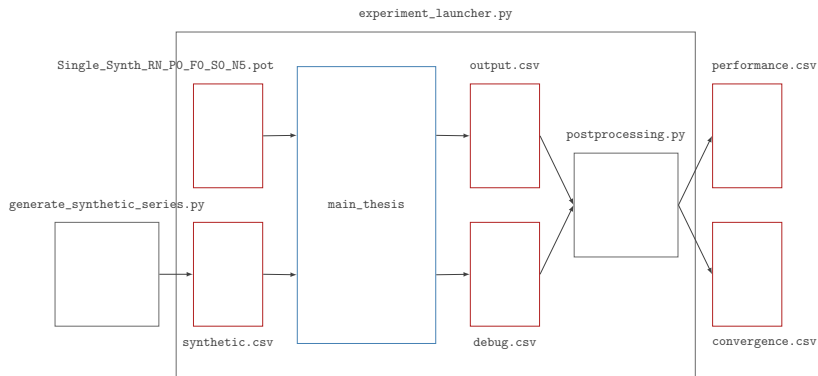 experiment_launcher.py
Single_Synth_RN_P0_F0_S0_N5.pot
output.csv
performance.csv
postprocessing.py
generate_synthetic_series.py
main_thesis
synthetic.csv
debug.csv
convergence.csv